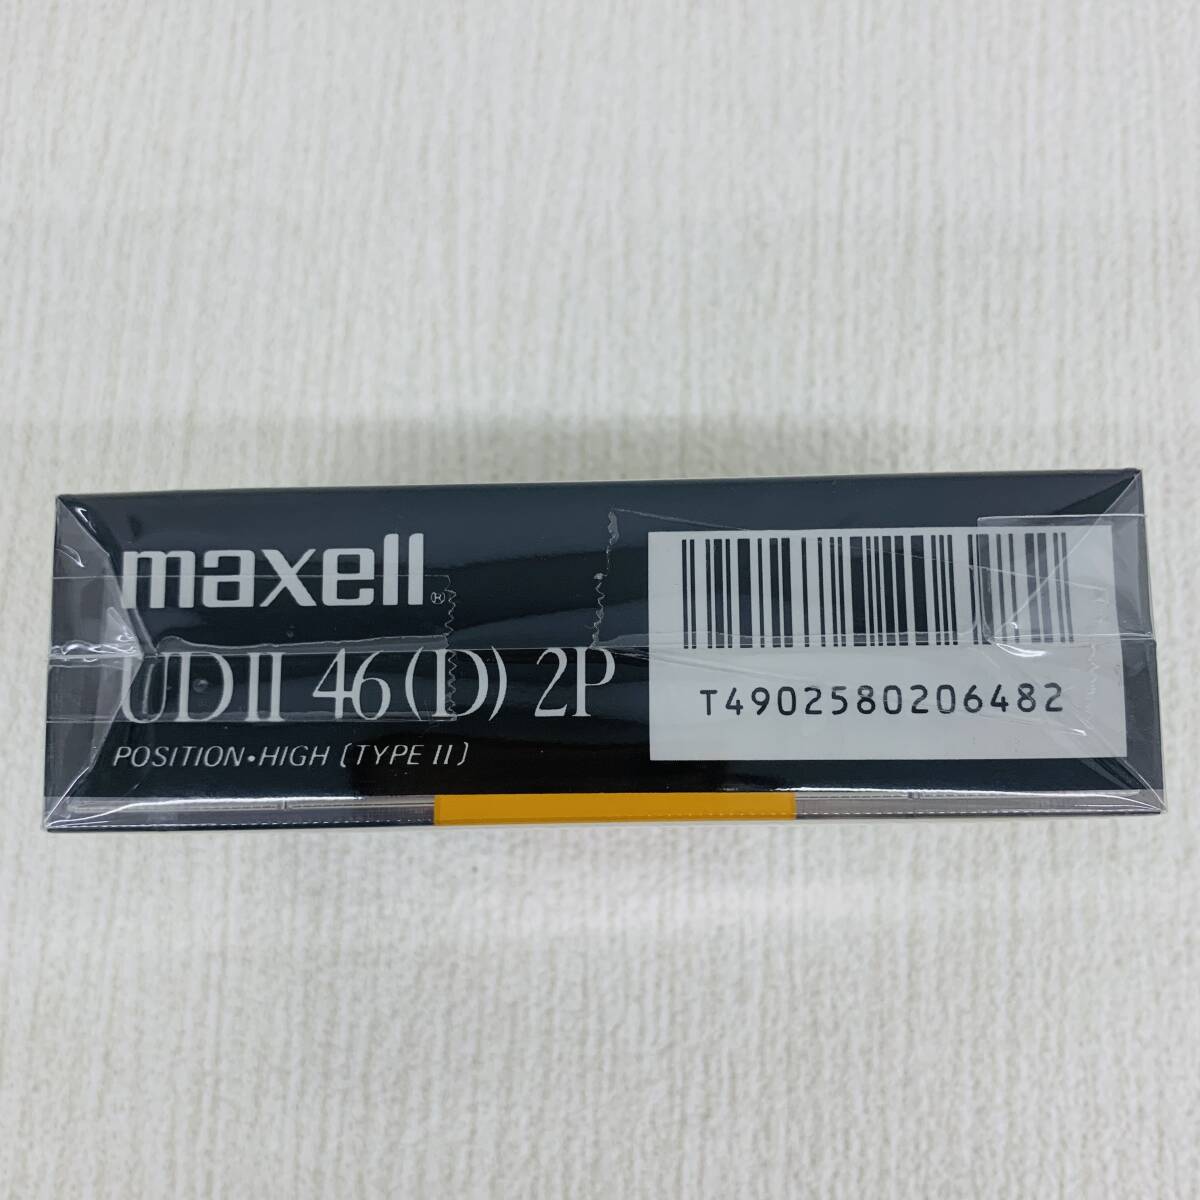 maxell
UDII 46(D) 2P
POSITION•HIGH [TYPE II]
T4902580206482